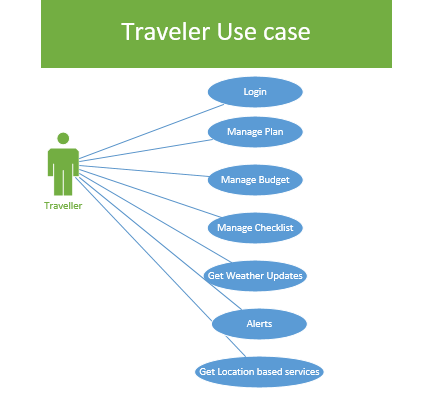 Traveler Use case
Login
Manage Plan
Manage Budget
Traveller
Manage Checklist
Get Weather Updates
Alerts
Get Location based services